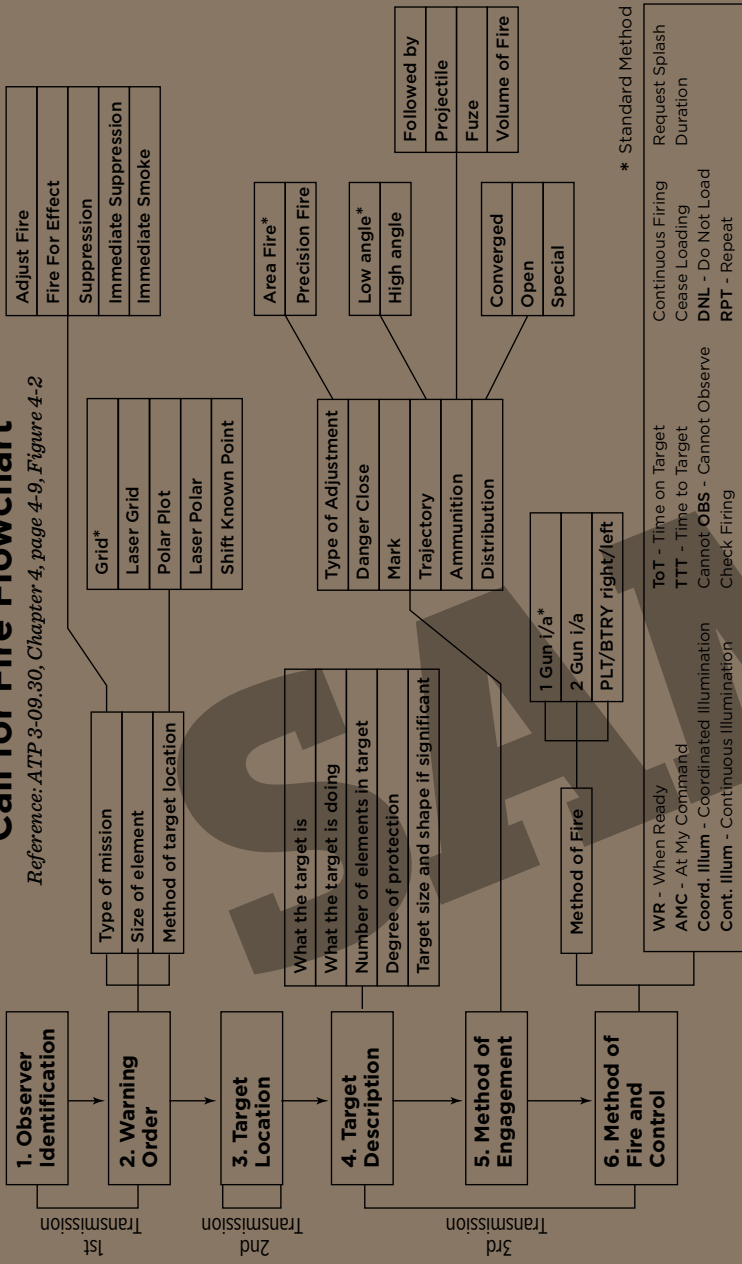 Call for Fire Flowchart
Reference: ATP 3-09.30, Chapter 4, page 4-9, Figure 4-2
1st
Transmission
2nd
Transmission
3rd
Transmission
1. Observer
Identification
2. Warning
Order
3. Target
Location
4. Target
Description
5. Method of
Engagement
6. Method of
Fire and
Control
Type of mission
Size of element
Method of target location
Adjust Fire
Fire For Effect
Suppression
Immediate Suppression
Immediate Smoke
Grid*
Laser Grid
Polar Plot
Laser Polar
Shift Known Point
What the target is
What the target is doing
Number of elements in target
Degree of protection
Target size and shape if significant
Type of Adjustment
Danger Close
Mark
Trajectory
Ammunition
Distribution
Area Fire*
Precision Fire
Low angle*
High angle
Converged
Open
Special
Followed by
Projectile
Fuze
Volume of Fire
Method of Fire
1 Gun i/a*
2 Gun i/a
PLT/BTRY right/left
* Standard Method
WR - When Ready
AMC - At My Command
Coord. Illum - Coordinated Illumination
Cont. Illum - Continuous Illumination
ToT - Time on Target
TTT - Time to Target
Cannot OBS - Cannot Observe
Check Firing
Continuous Firing
Cease Loading
DNL - Do Not Load
RPT - Repeat
Request Splash
Duration
SAM